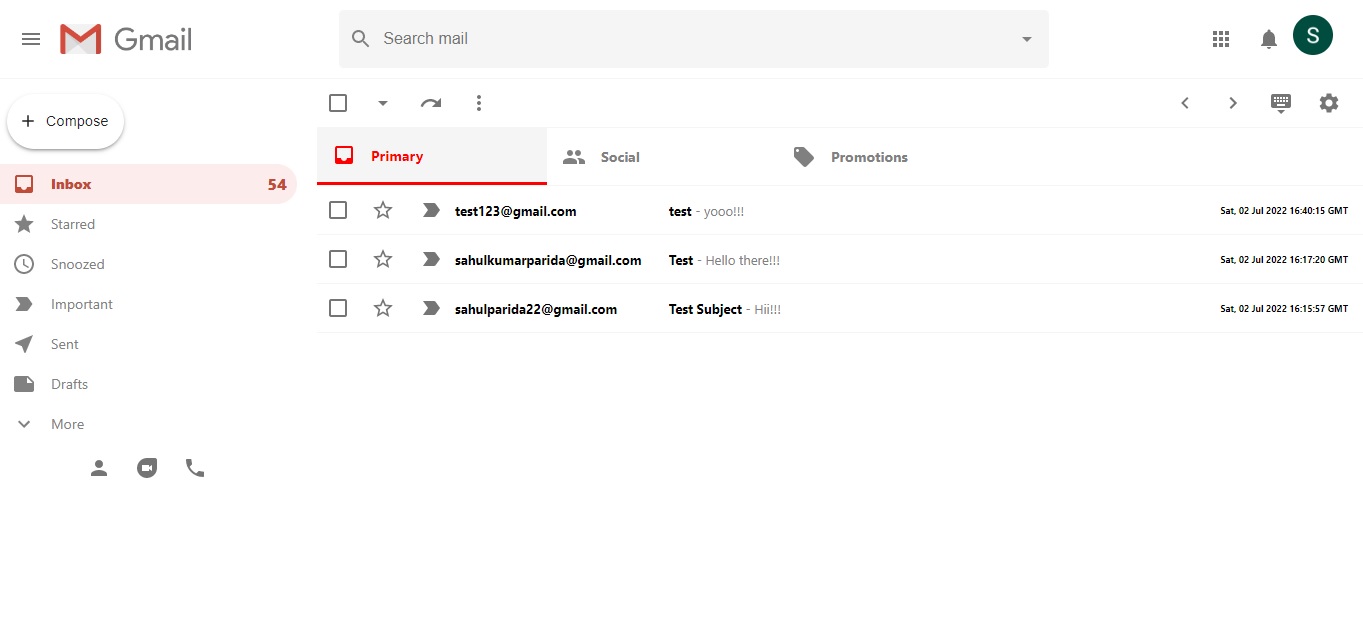 Gmail
Search mail
S
Compose
Primary
Social
Promotions
Inbox 54
Starred
Snoozed
Important
Sent
Drafts
More
test123@gmail.com test - yooo!!! Sat, 02 Jul 2022 16:40:15 GMT
sahulkumarparida@gmail.com Test - Hello there!!! Sat, 02 Jul 2022 16:17:20 GMT
sahulparida22@gmail.com Test Subject - Hii!!! Sat, 02 Jul 2022 16:15:57 GMT